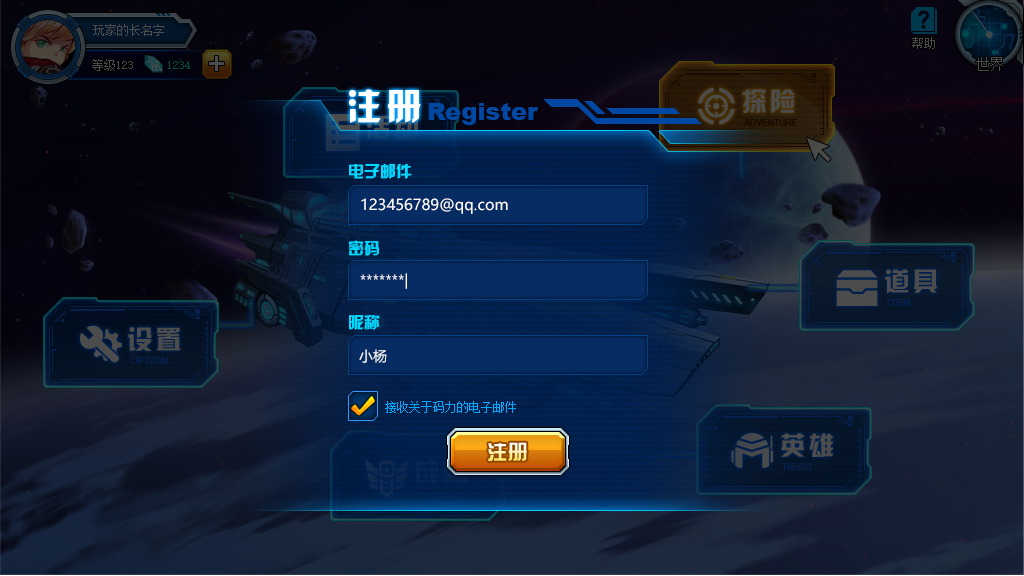 玩家的长名字
等级123 1234
帮助
世界
注册 Register
探险
ADVENTURE
电子邮件
123456789@qq.com
密码
*******
昵称
小杨
接收关于码力的电子邮件
注册
设置
OPTION
道具
ITEM
英雄
HERO